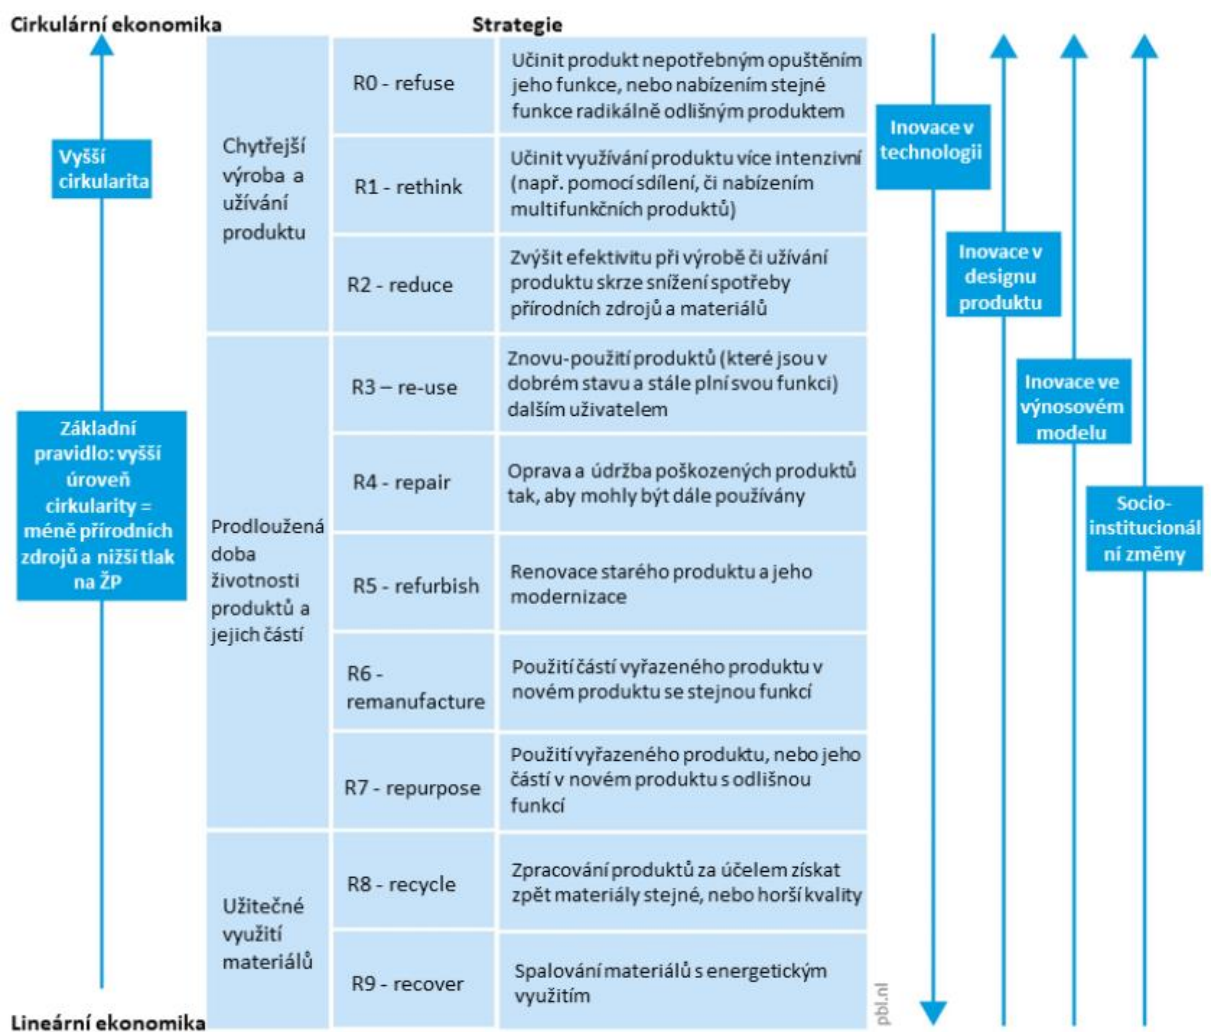 Cirkulární ekonomika
Strategie
Vyšší
cirkularita
Základní
pravidlo: vyšší
úroveň
cirkularity =
méně přírodních
zdrojů a nižší tlak
na ŽP
Lineární ekonomika
Chytřejší
výroba a
užívání
produktu
R0 - refuse
Učinit produkt nepotřebným opuštěním
jeho funkce, nebo nabízením stejné
funkce radikálně odlišným produktem
R1 - rethink
Učinit využívání produktu více intenzivní
(např. pomocí sdílení, či nabízením
multifunkčních produktů)
R2 - reduce
Zvýšit efektivitu při výrobě či užívání
produktu skrze snížení spotřeby
přírodních zdrojů a materiálů
Prodloužená
doba
životnosti
produktů a
jejich částí
R3 – re-use
Znovu-použití produktů (které jsou v
dobrém stavu a stále plní svou funkci)
dalším uživatelem
R4 - repair
Oprava a údržba poškozených produktů
tak, aby mohly být dále používány
R5 - refurbish
Renovace starého produktu a jeho
modernizace
R6 -
remanufacture
Použití částí vyřazeného produktu v
novém produktu se stejnou funkcí
R7 - repurpose
Použití vyřazeného produktu, nebo jeho
částí v novém produktu s odlišnou
funkcí
Užitečné
využití
materiálů
R8 - recycle
Zpracování produktů za účelem získat
zpět materiály stejné, nebo horší kvality
R9 - recover
Spalování materiálů s energetickým
využitím
pbl.nl
Inovace v
technologii
Inovace v
designu
produktu
Inovace ve
výnosovém
modelu
Socio-
institucionál
ní změny